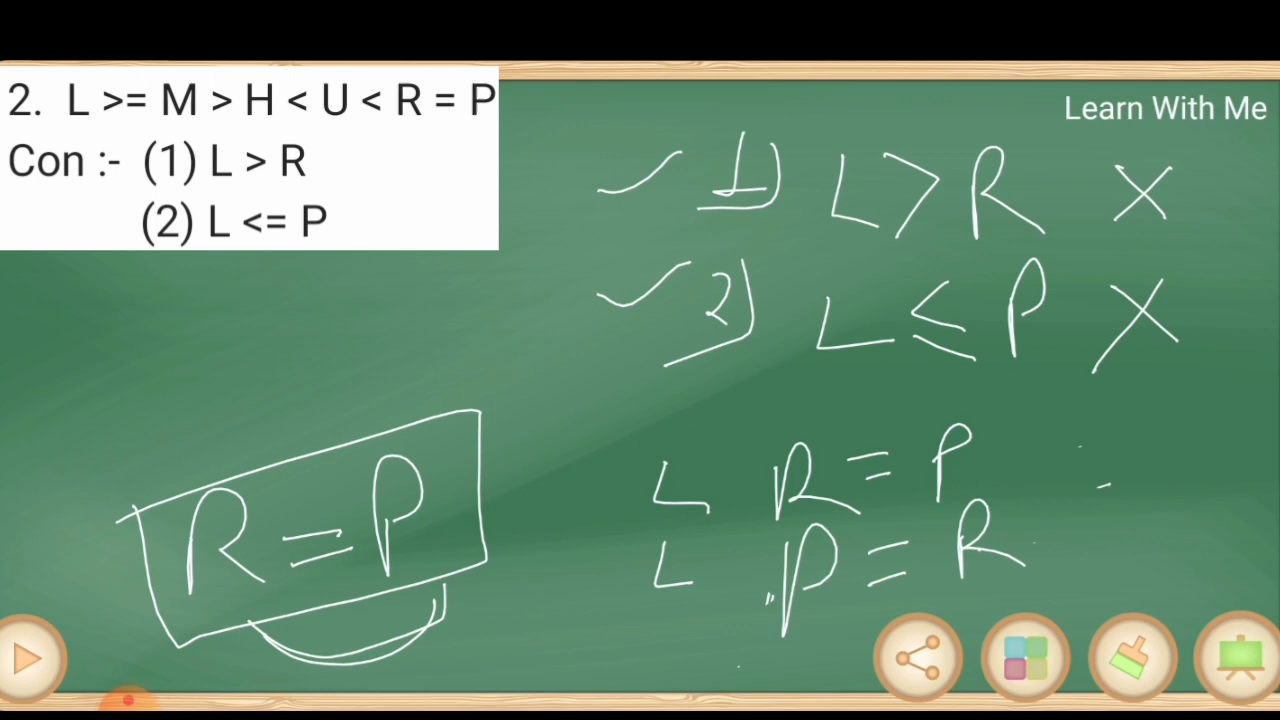 2. L >= M > H < U < R = P
Con :- (1) L > R
(2) L <= P
Learn With Me
1) L > R X
2) L ≤ P X
L R = P
L P = R
R = P